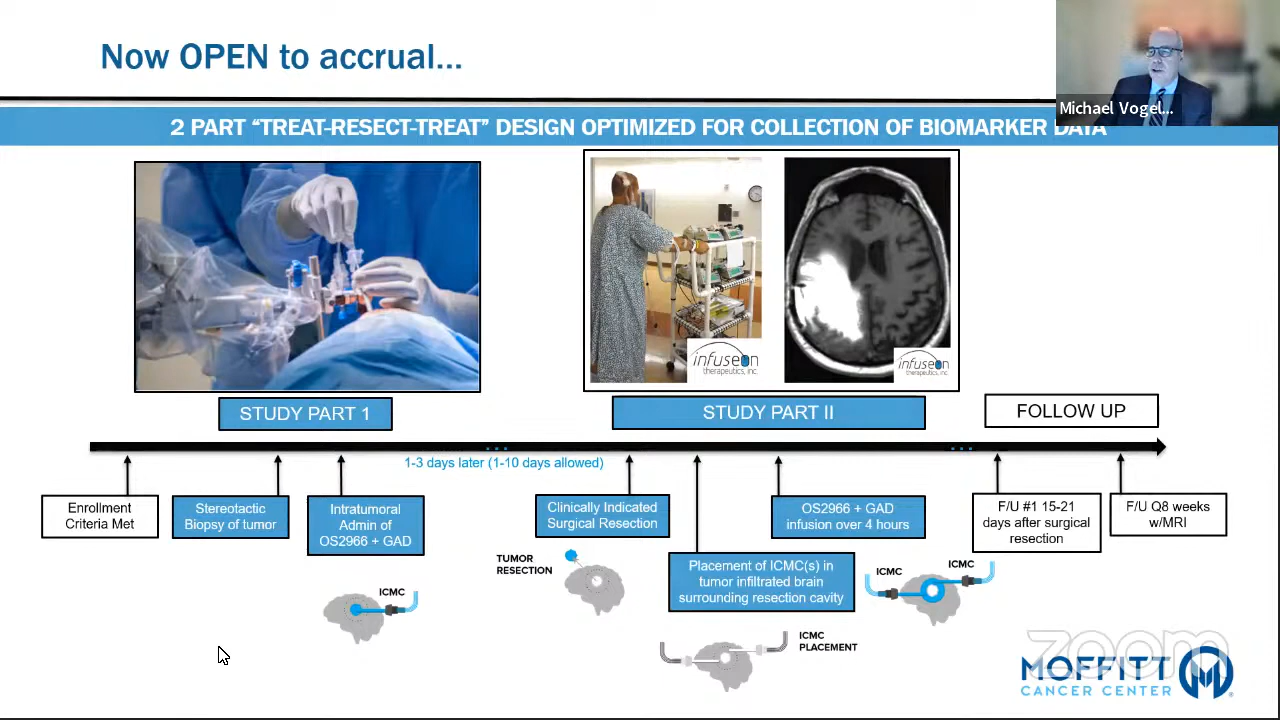 Now OPEN to accrual...
Michael Vogel...
2 PART “TREAT-RESECT-TREAT” DESIGN OPTIMIZED FOR COLLECTION OF BIOMARKER DATA
infuseon
therapeutics, inc.
infuseon
therapeutics, inc.
STUDY PART 1
STUDY PART II
FOLLOW UP
1-3 days later (1-10 days allowed)
Enrollment
Criteria Met
Stereotactic
Biopsy of tumor
Intratumoral
Admin of
OS2966 + GAD
Clinically Indicated
Surgical Resection
OS2966 + GAD
infusion over 4 hours
F/U #1 15-21
days after surgical
resection
F/U Q8 weeks
w/MRI
TUMOR
RESECTION
Placement of ICMC(s) in
tumor infiltrated brain
surrounding resection cavity
ICMC
ICMC
ICMC
ICMC
PLACEMENT
zoom
MOFFITT
CANCER CENTER